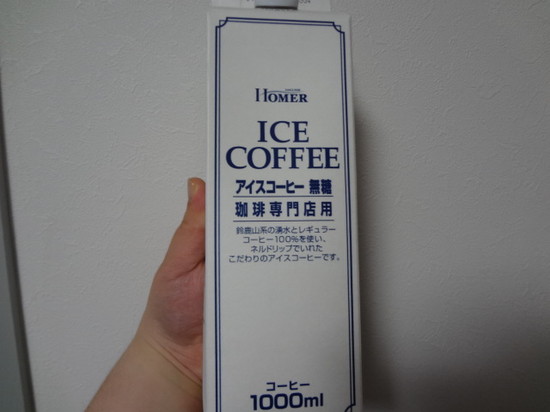 HOMER
ICE
COFFEE
アイスコーヒー 無糖
珈琲専門店用
鈴鹿山系の湧水とレギュラー
コーヒー100%を使い、
ネルドリップでいれた
こだわりのアイスコーヒーです。
コーヒー
1000ml